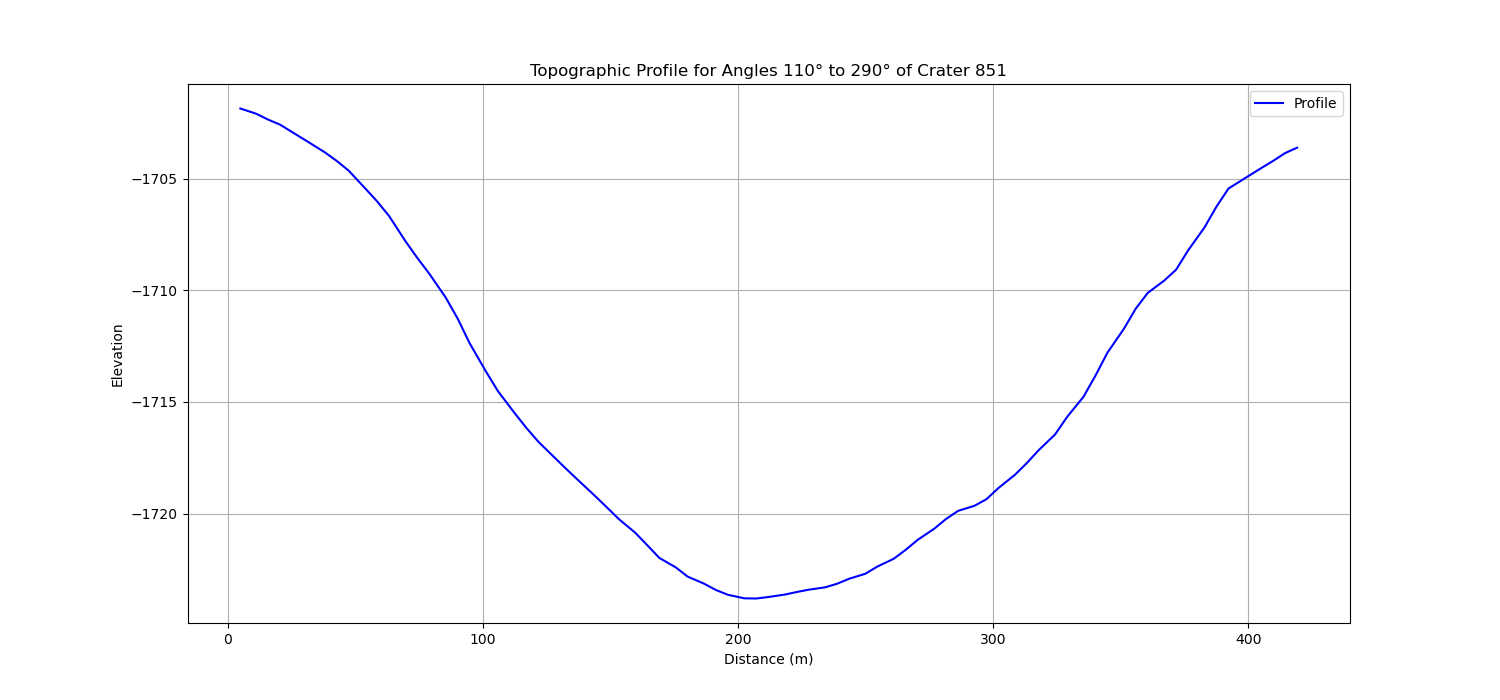 Topographic Profile for Angles 110° to 290° of Crater 851
Profile
−1705
−1710
−1715
−1720
Elevation
0
100
200
300
400
Distance (m)